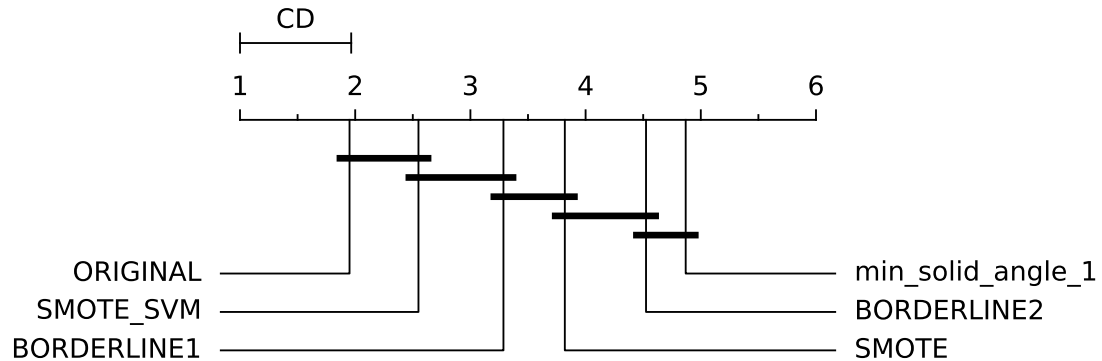 CD
1 2 3 4 5 6
ORIGINAL min_solid_angle_1
SMOTE_SVM BORDERLINE2
BORDERLINE1 SMOTE